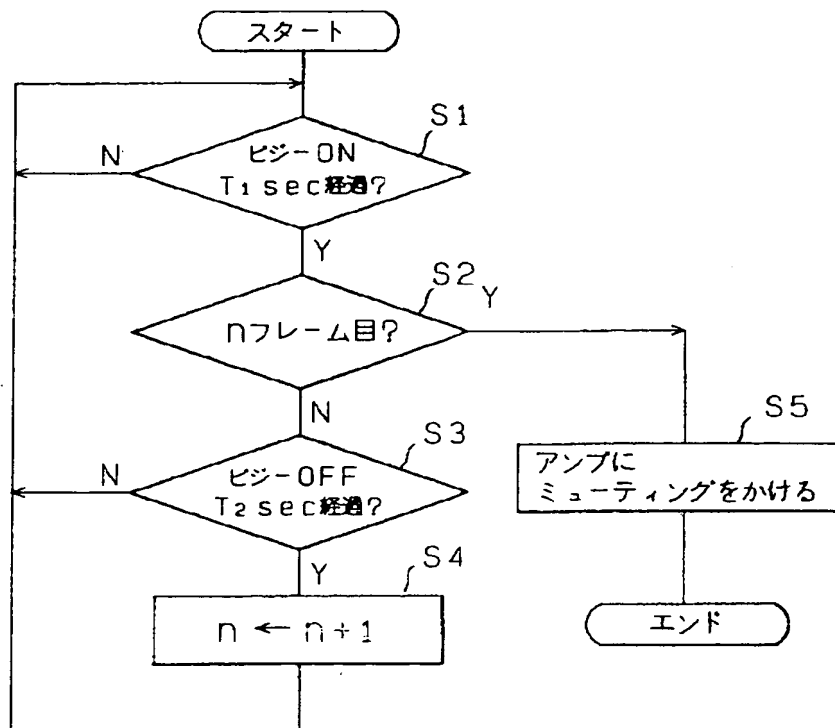 スタート
S1
ビジーON
T1 sec経過?
N
Y
S2
Y
nフレーム目?
N
S3
ビジーOFF
T2 sec経過?
N
Y
S4
n ← n+1
S5
アンプに
ミューティングをかける
エンド